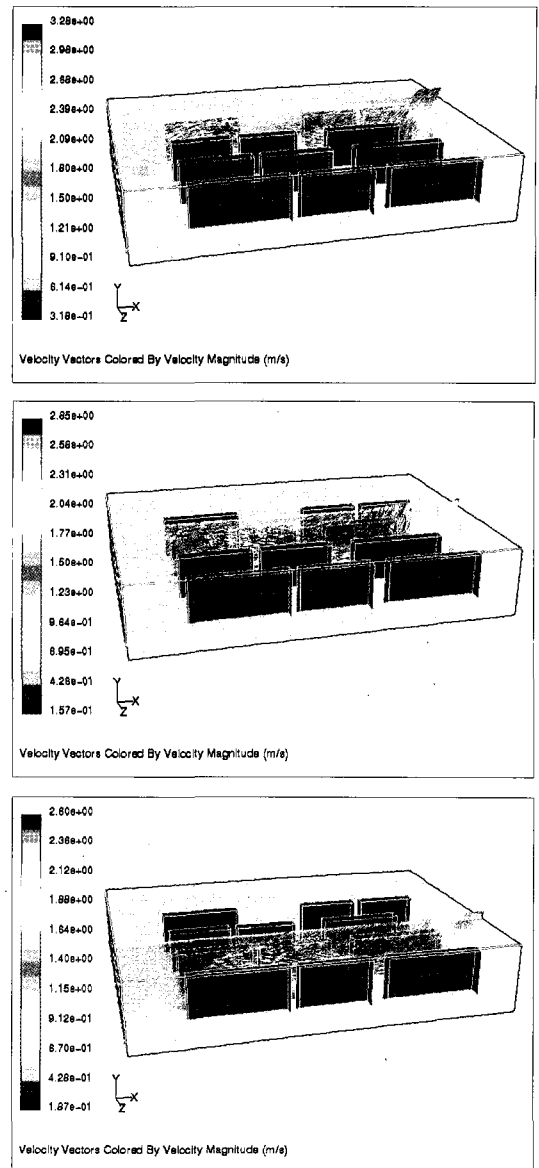 3.28e+00
2.98e+00
2.68e+00
2.39e+00
2.09e+00
1.80e+00
1.50e+00
1.21e+00
9.10e-01
6.14e-01
3.18e-01
Y
X
Z
Velocity Vectors Colored By Velocity Magnitude (m/s)
2.85e+00
2.58e+00
2.31e+00
2.04e+00
1.77e+00
1.50e+00
1.23e+00
9.64e-01
6.95e-01
4.26e-01
1.57e-01
Y
X
Z
Velocity Vectors Colored By Velocity Magnitude (m/s)
2.60e+00
2.36e+00
2.12e+00
1.88e+00
1.64e+00
1.40e+00
1.15e+00
9.12e-01
6.70e-01
4.28e-01
1.87e-01
Y
X
Z
Velocity Vectors Colored By Velocity Magnitude (m/s)